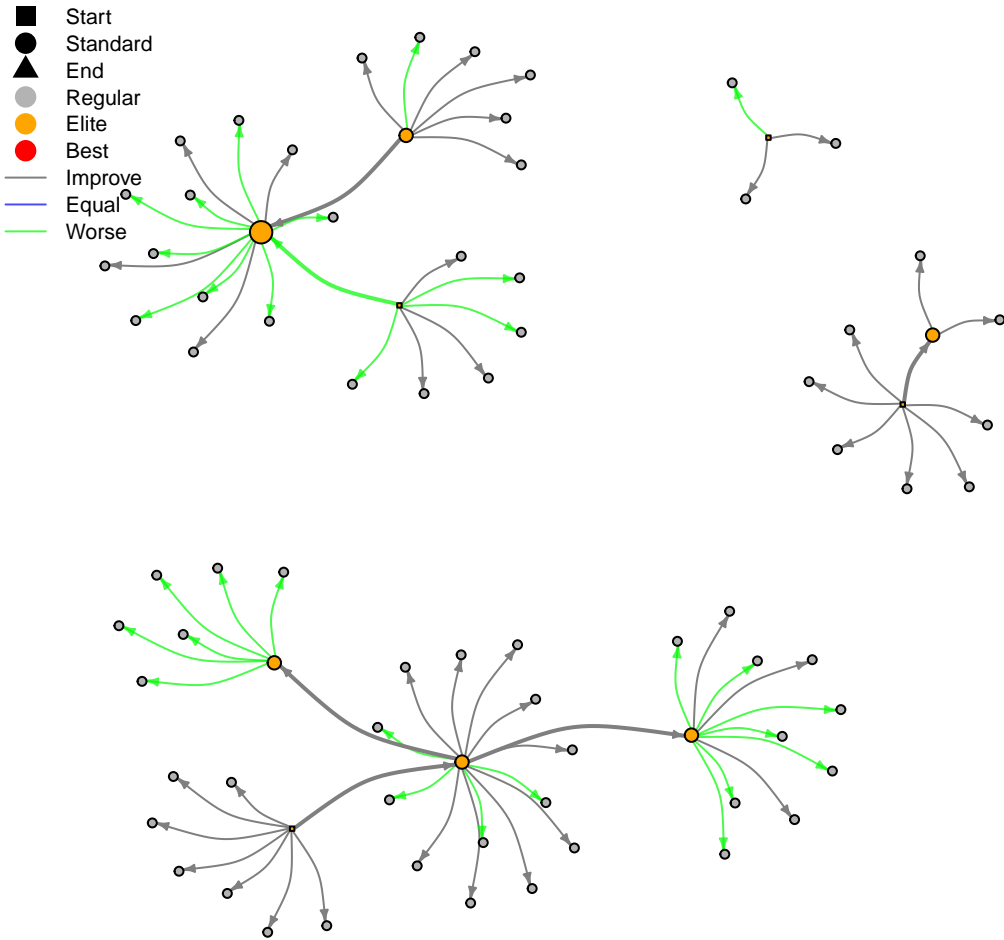 Start
Standard
End
Regular
Elite
Best
Improve
Equal
Worse